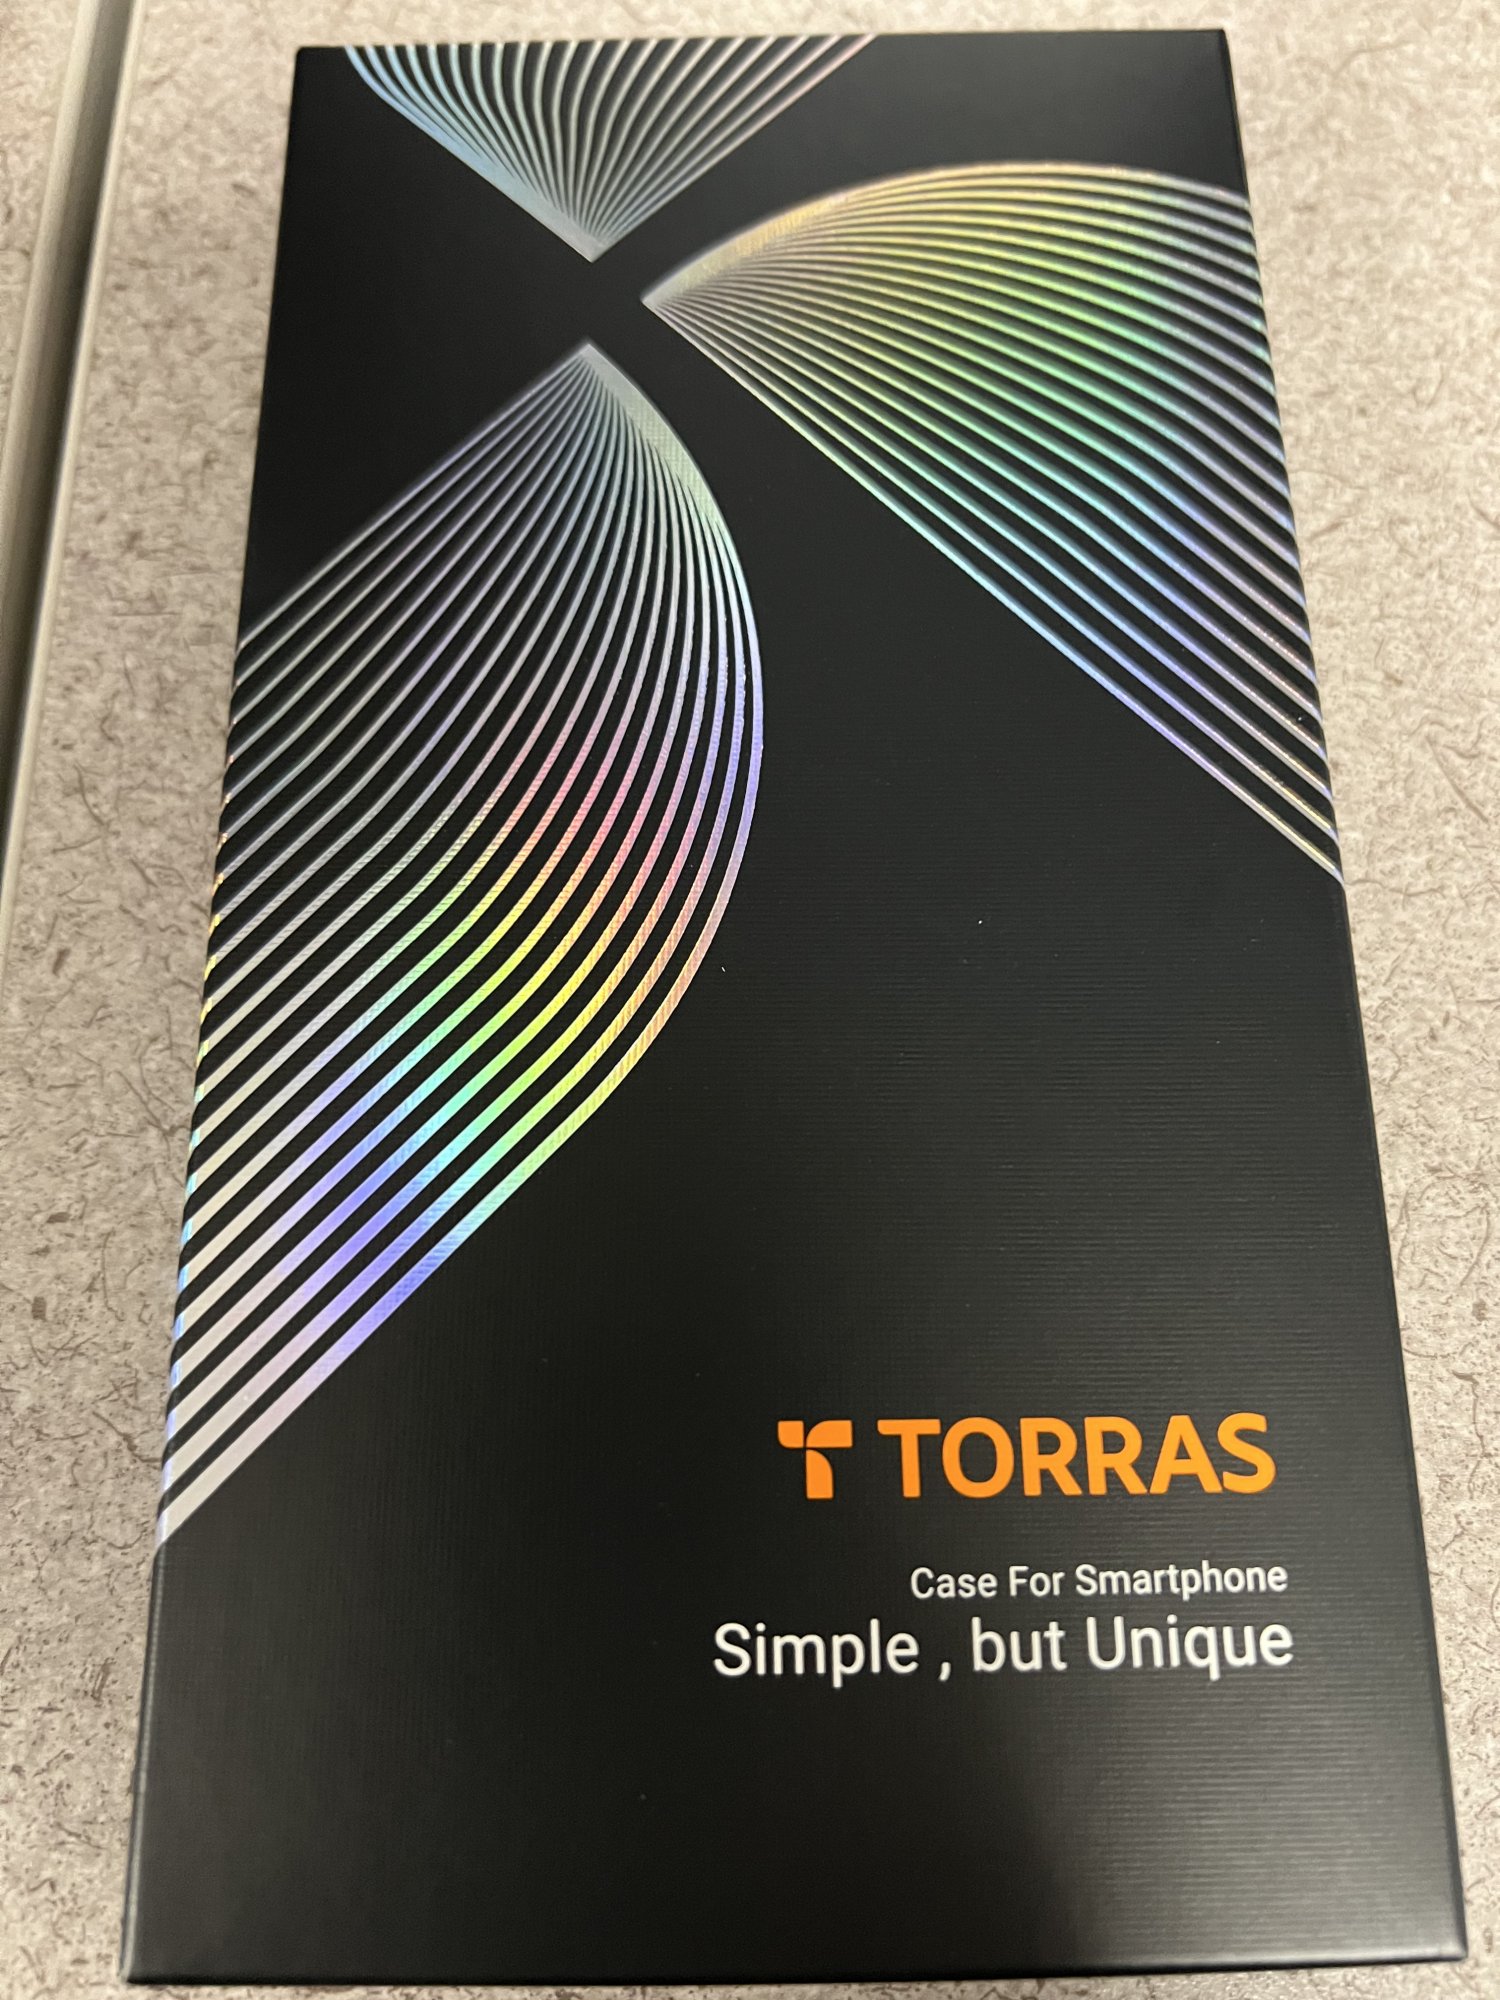 TORRAS
Case For Smartphone
Simple , but Unique